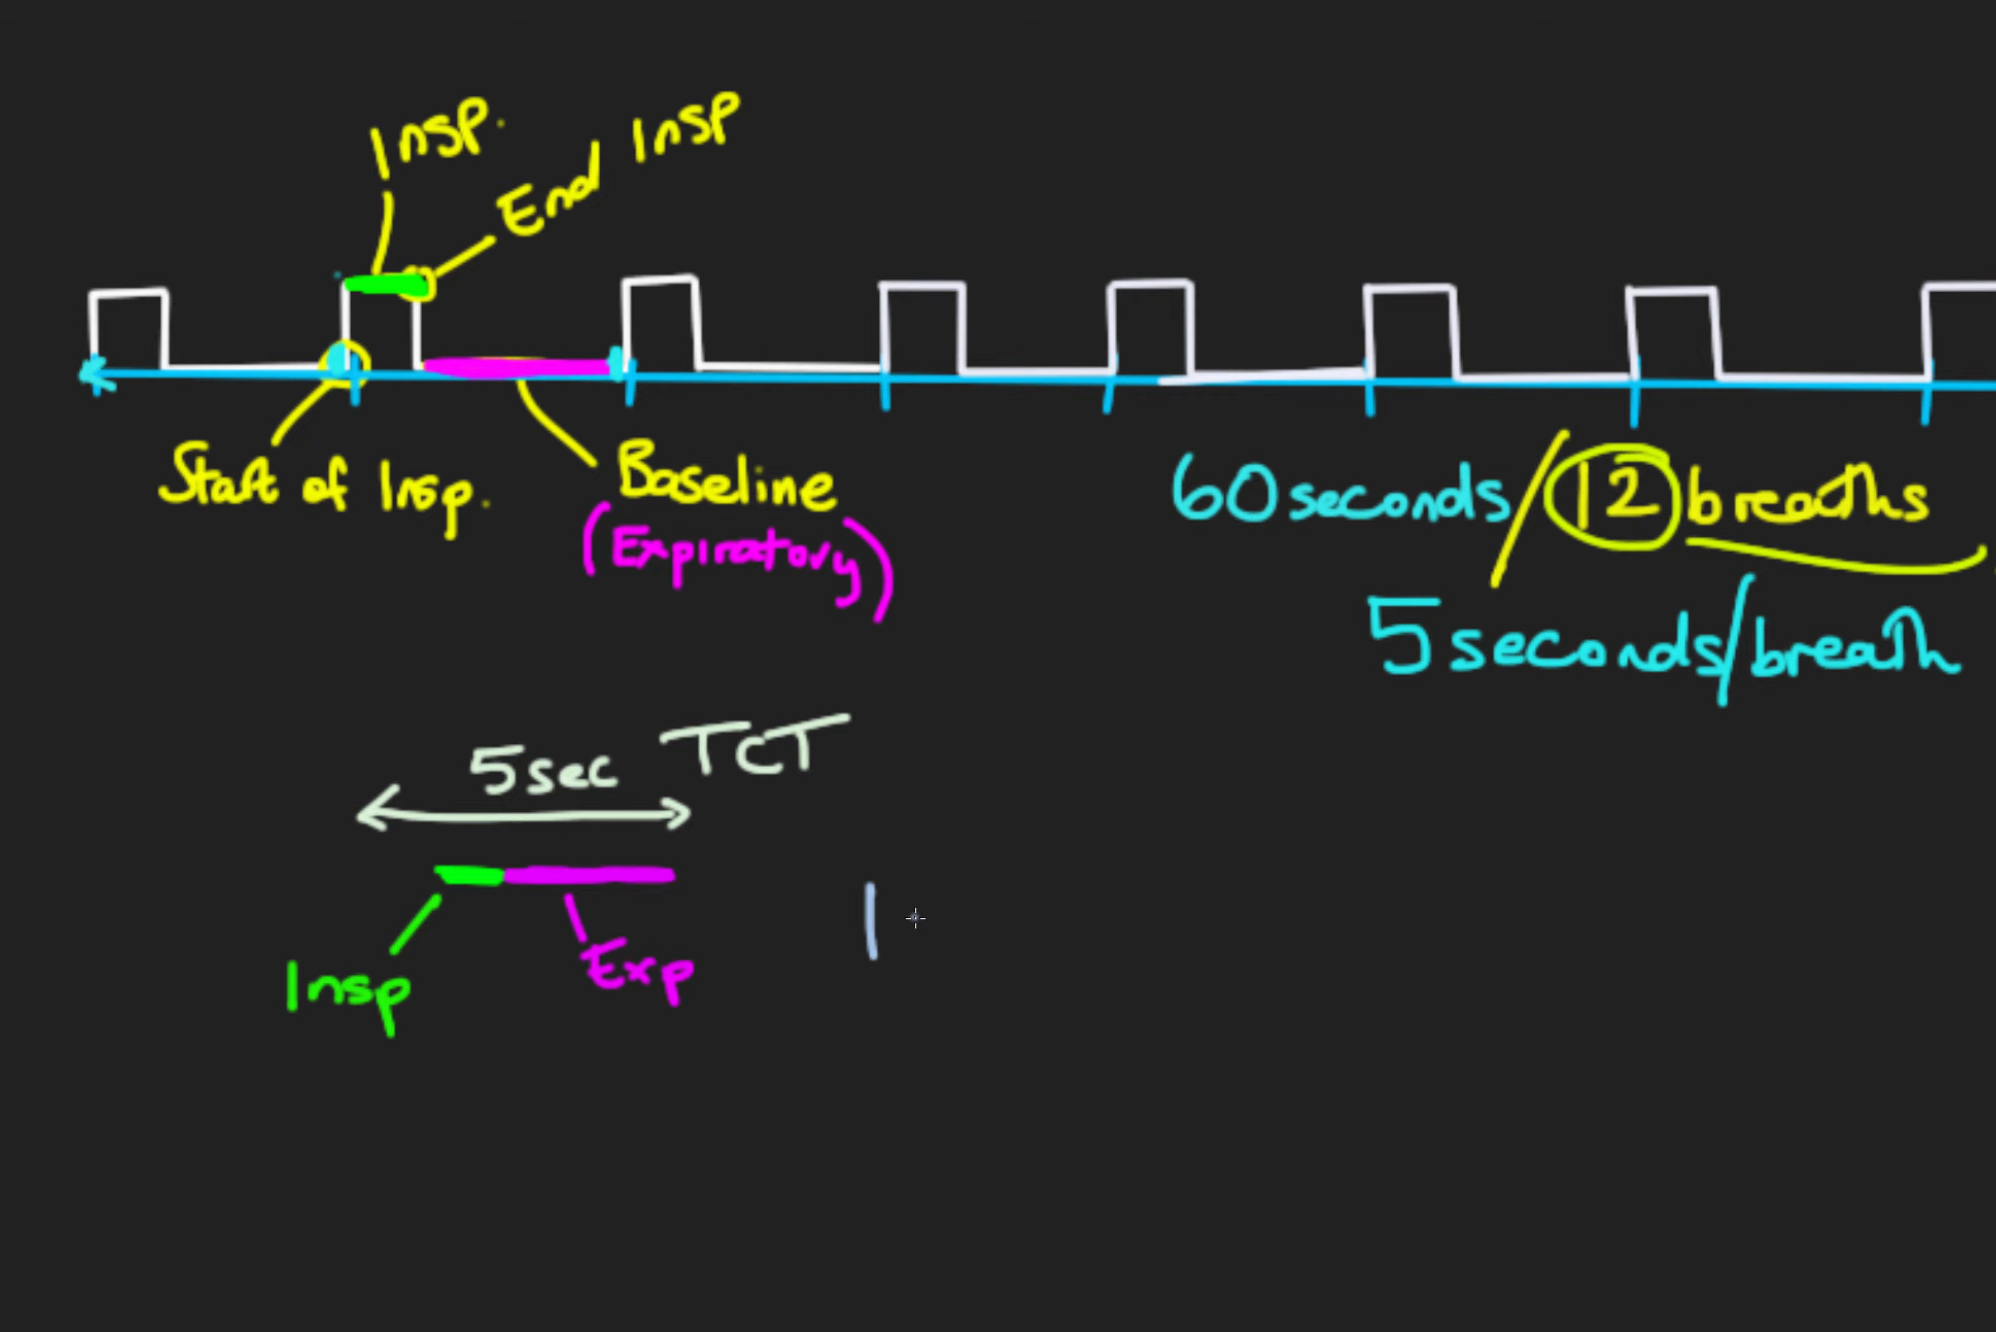 Insp.
End Insp
Start of Insp.
Baseline
(Expiratory)
60 seconds / 12 breaths
5 seconds/breath
5 sec TCT
Insp
Exp